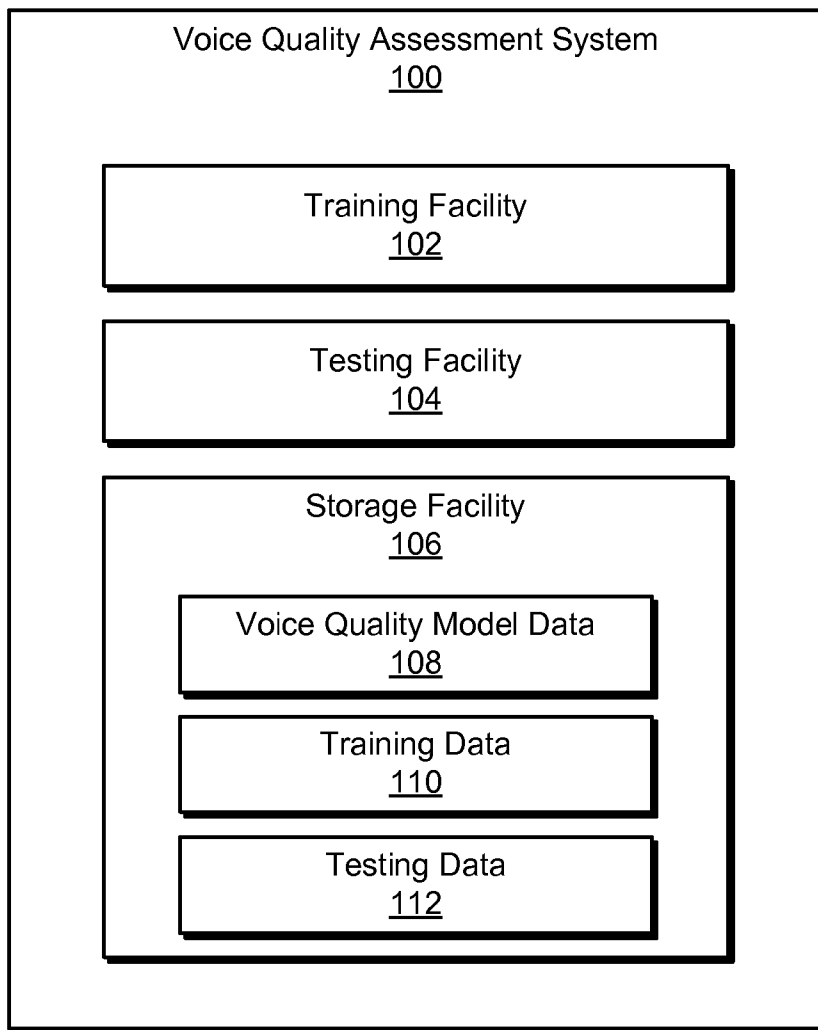 Voice Quality Assessment System
100
Training Facility
102
Testing Facility
104
Storage Facility
106
Voice Quality Model Data
108
Training Data
110
Testing Data
112